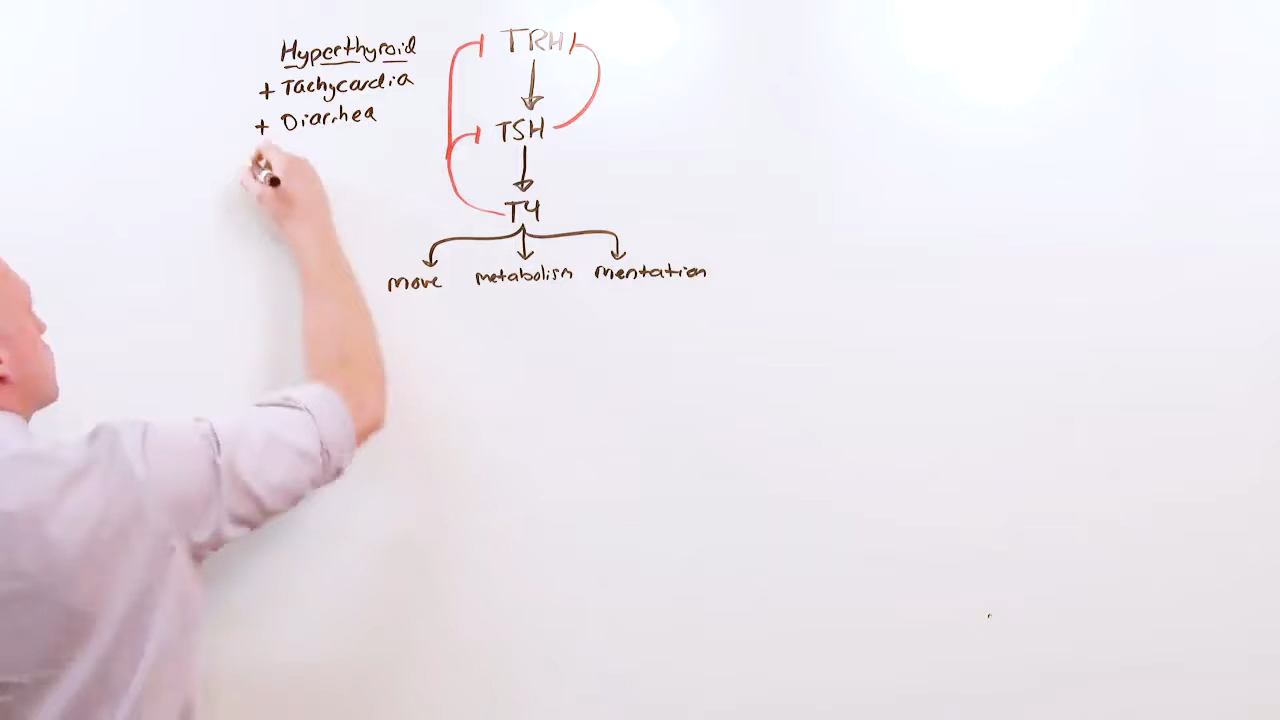 Hyperthyroid
+ Tachycardia
+ Diarrhea
TRH
TSH
T4
move metabolism mentation